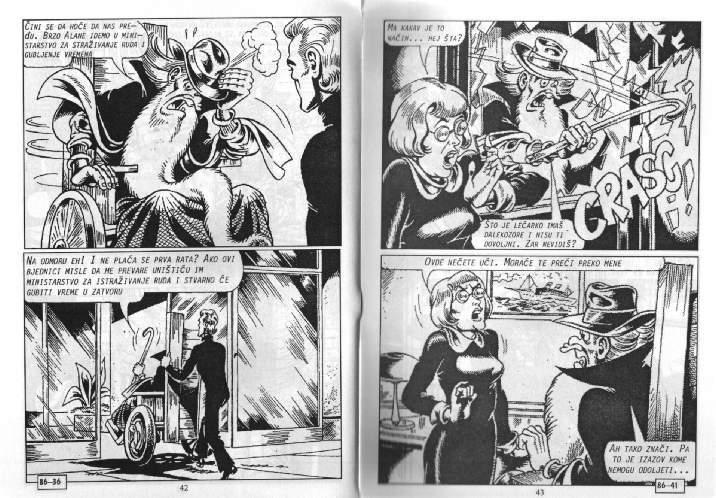 ČINI SE DA HOĆE DA NAS PRE-
ĐU. BRZO ALANE IDEMO U MINI-
STARSTVO ZA STRAŽIVANJE RUDA I
GUBLJENJE VREMENA
NA ODMORU EH! I NE PLAĆA SE PRVA RATA? AKO OVI
BJEDNICI MISLE DA ME PREVARE UNIŠTIĆU IM
MINISTARSTVO ZA ISTRAŽIVANJE RUDA I STVARNO ĆE
GUBITI VREME U ZATVORU
86-36
42
MA KAKAV JE TO
NAČIN... HEJ ŠTA?
CRASC
H!
ŠTO JE LEČARKO IMAŠ
DALEKOZORE I NISU TI
DOVOLJNI. ZAR NEVIDIŠ?
OVDE NEĆETE UĆI. MORAĆE TE PREĆI PREKO MENE
AH TAKO ZNAČI. PA
TO JE IZAZOV KOME
NEMOGU ODOLJETI...
86-41
43